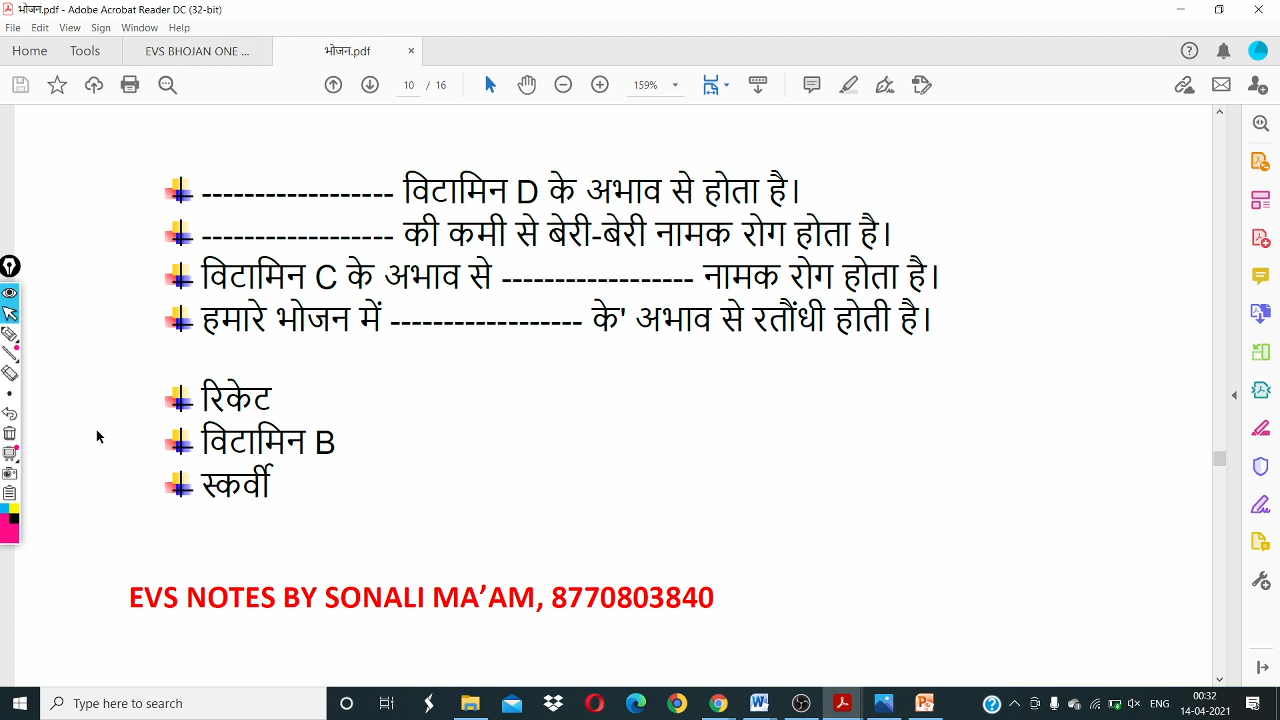 भोजन.pdf - Adobe Acrobat Reader DC (32-bit)
File Edit View Sign Window Help
Home Tools EVS BHOJAN ONE ... भोजन.pdf ×
10 / 16 159%
------------------ विटामिन D के अभाव से होता है।
------------------ की कमी से बेरी-बेरी नामक रोग होता है।
विटामिन C के अभाव से ------------------ नामक रोग होता है।
हमारे भोजन में ------------------ के' अभाव से रतौंधी होती है।
रिकेट
विटामिन B
स्कर्वी
EVS NOTES BY SONALI MA’AM, 8770803840
Type here to search
ENG
00:32
14-04-2021